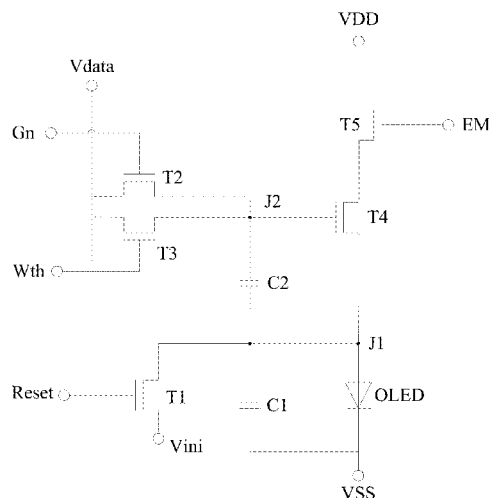 VDD
Vdata
T5
EM
Gn
T2
J2
T4
T3
Wth
C2
J1
Reset
T1
C1
OLED
Vini
VSS